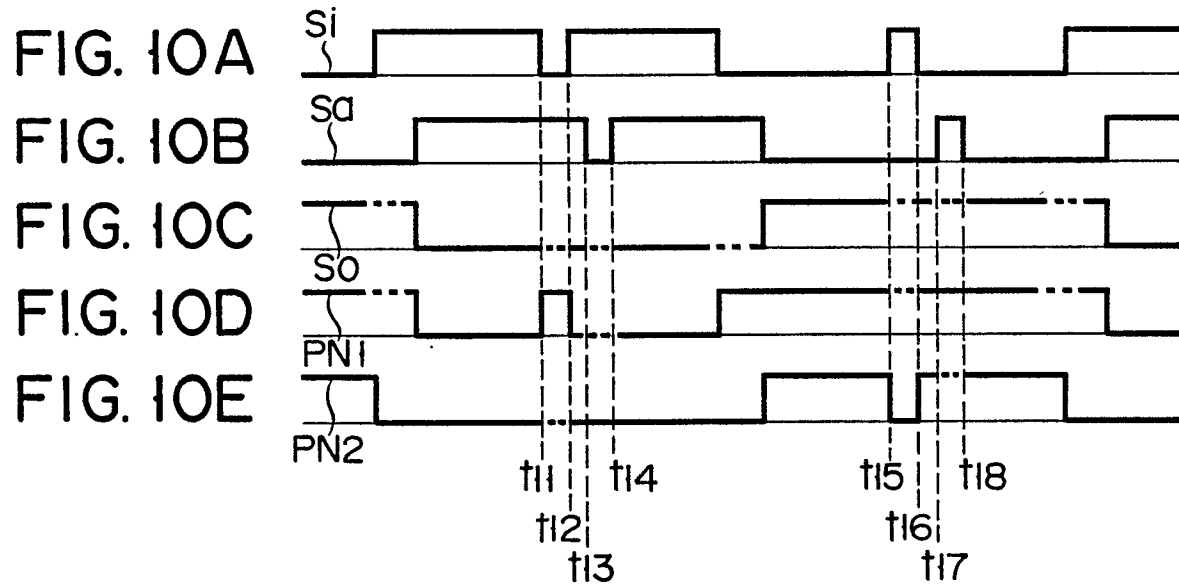 FIG. 10A
Si
FIG. 10B
Sa
FIG. 10C
So
FIG. 10D
PN1
FIG. 10E
PN2
t11
t14
t15
t18
t12
t16
t13
t17